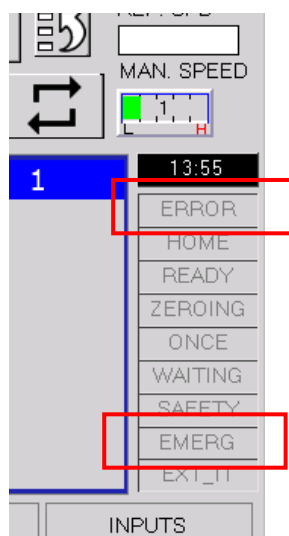 MAN. SPEED
1
L H
1
13:55
ERROR
HOME
READY
ZEROING
ONCE
WAITING
SAFETY
EMERG
EXT_IT
INPUTS